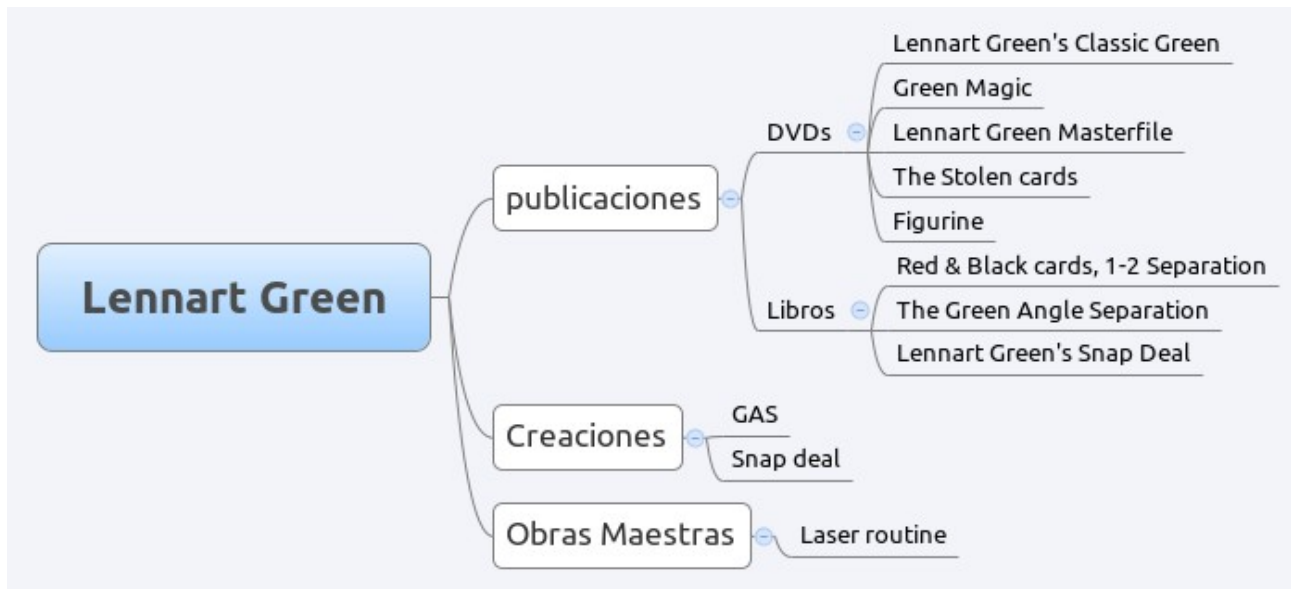 Lennart Green
publicaciones
DVDs
Lennart Green's Classic Green
Green Magic
Lennart Green Masterfile
The Stolen cards
Figurine
Libros
Red & Black cards, 1-2 Separation
The Green Angle Separation
Lennart Green's Snap Deal
Creaciones
GAS
Snap deal
Obras Maestras
Laser routine